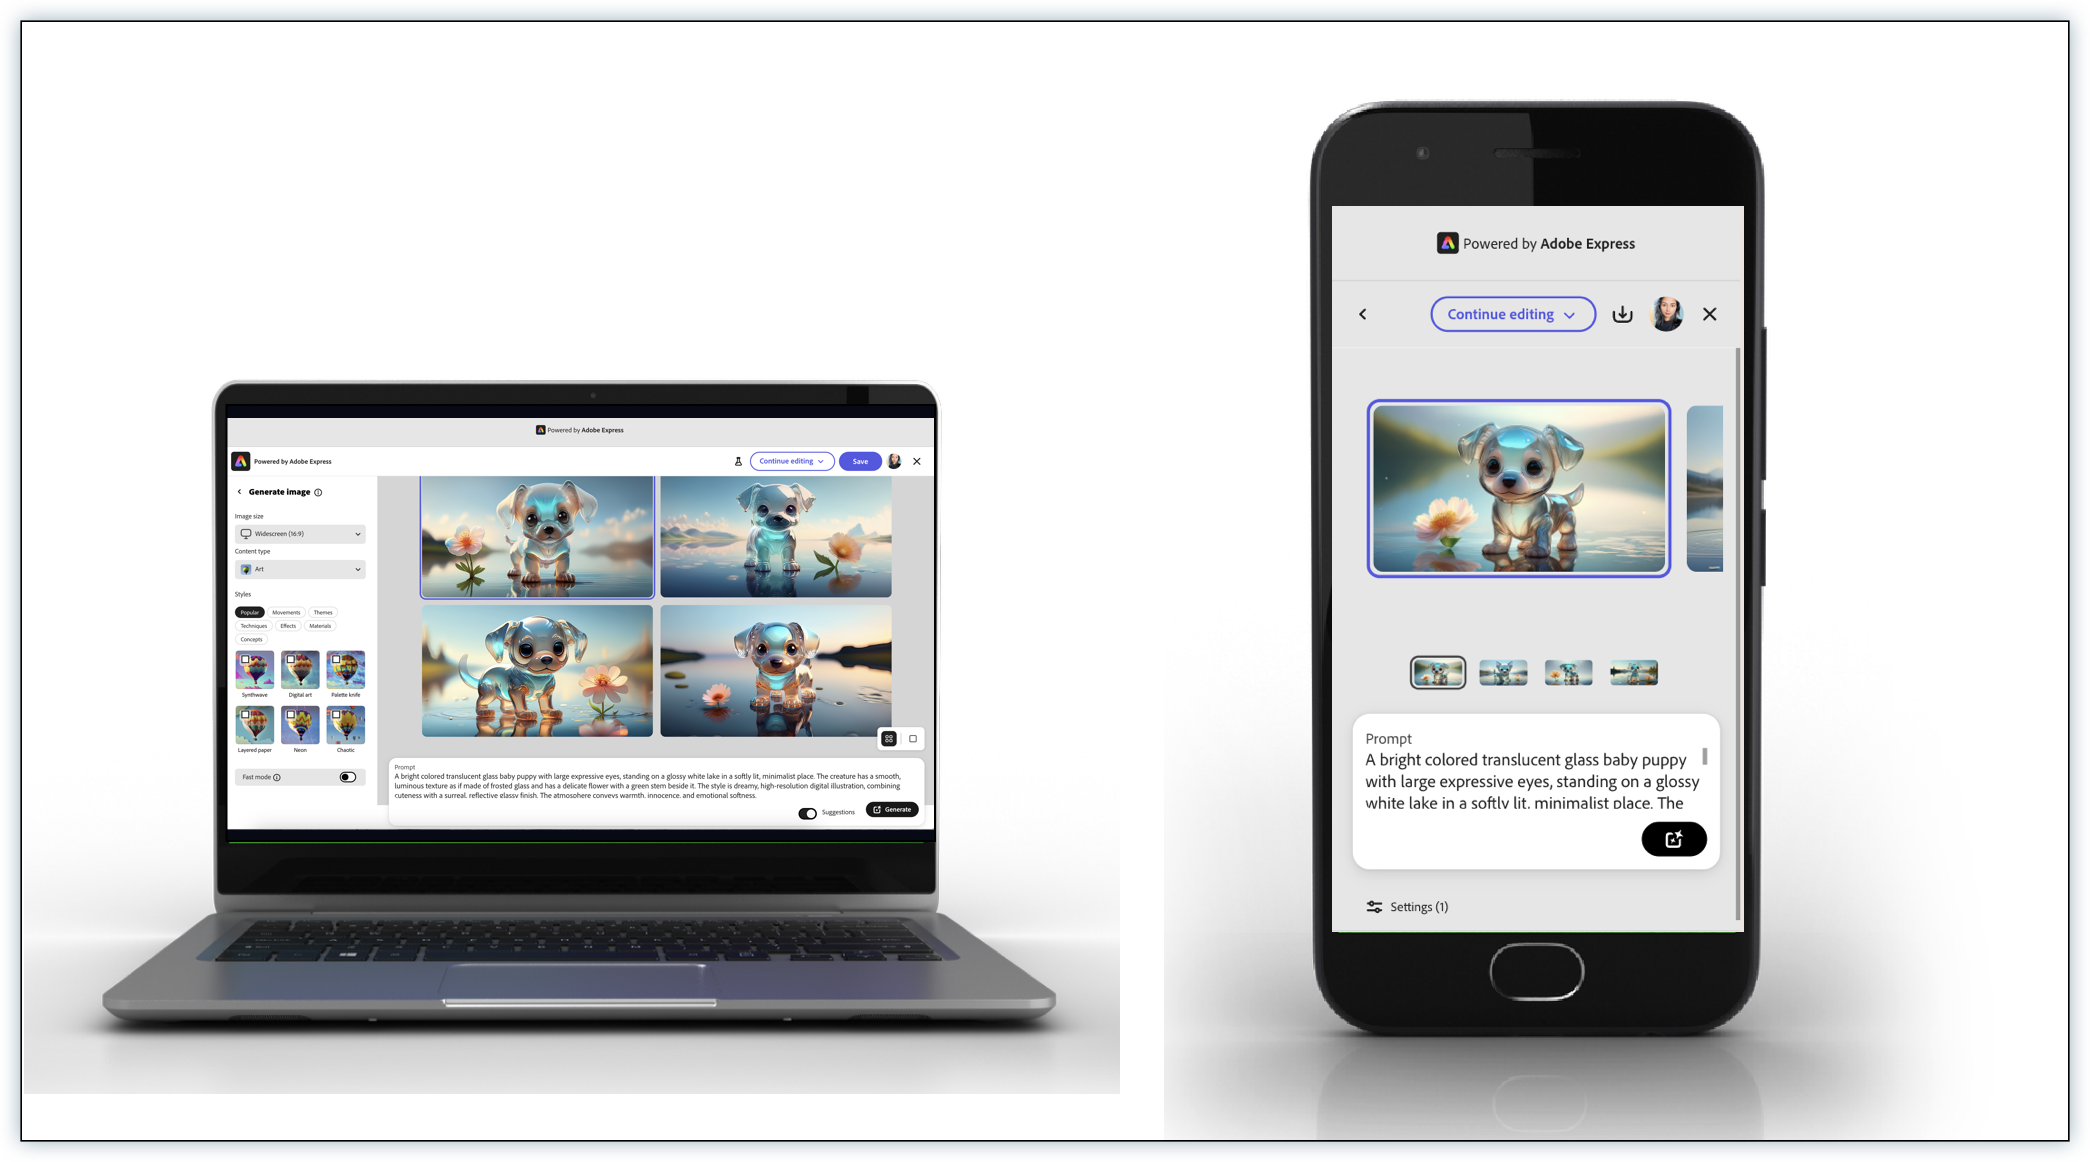 Powered by Adobe Express
Powered by Adobe Express
Continue editing
Save
Generate image
Image size
Widescreen (16:9)
Content type
Art
Styles
Popular
Movements
Themes
Techniques
Effects
Materials
Concepts
Synthwave
Digital art
Palette knife
Layered paper
Neon
Chaotic
Fast mode
Prompt
A bright colored translucent glass baby puppy with large expressive eyes, standing on a glossy white lake in a softly lit, minimalist place. The creature has a smooth,
luminous texture as if made of frosted glass and has a delicate flower with a green stem beside it. The style is dreamy, high-resolution digital illustration, combining
cuteness with a surreal, reflective glassy finish. The atmosphere conveys warmth, innocence, and emotional softness.
Suggestions
Generate
Powered by Adobe Express
Continue editing
Prompt
A bright colored translucent glass baby puppy
with large expressive eyes, standing on a glossy
white lake in a softly lit, minimalist place. The
Settings (1)